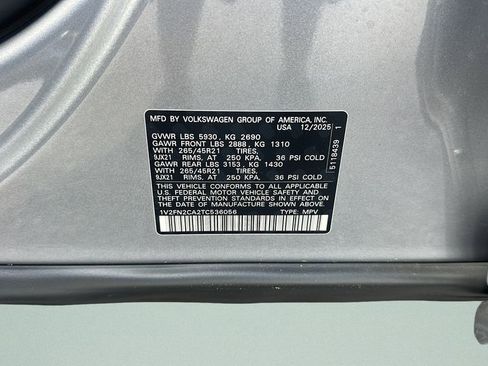 MFD BY VOLKSWAGEN GROUP OF AMERICA, INC.
USA 12/2025
GVWR LBS 5930, KG 2690
GAWR FRONT LBS 2888, KG 1310
WITH 265/45R21 TIRES,
9JX21 RIMS, AT 250 KPA, 36 PSI COLD
GAWR REAR LBS 3153, KG 1430
WITH 265/45R21 TIRES,
9JX21 RIMS, AT 250 KPA, 36 PSI COLD
THIS VEHICLE CONFORMS TO ALL APPLICABLE
U.S. FEDERAL MOTOR VEHICLE SAFETY AND
THEFT PREVENTION STANDARDS IN EFFECT
ON THE DATE OF MANUFACTURE SHOWN ABOVE.
1V2FN2CA2TC536056 TYPE: MPV
5118439 1